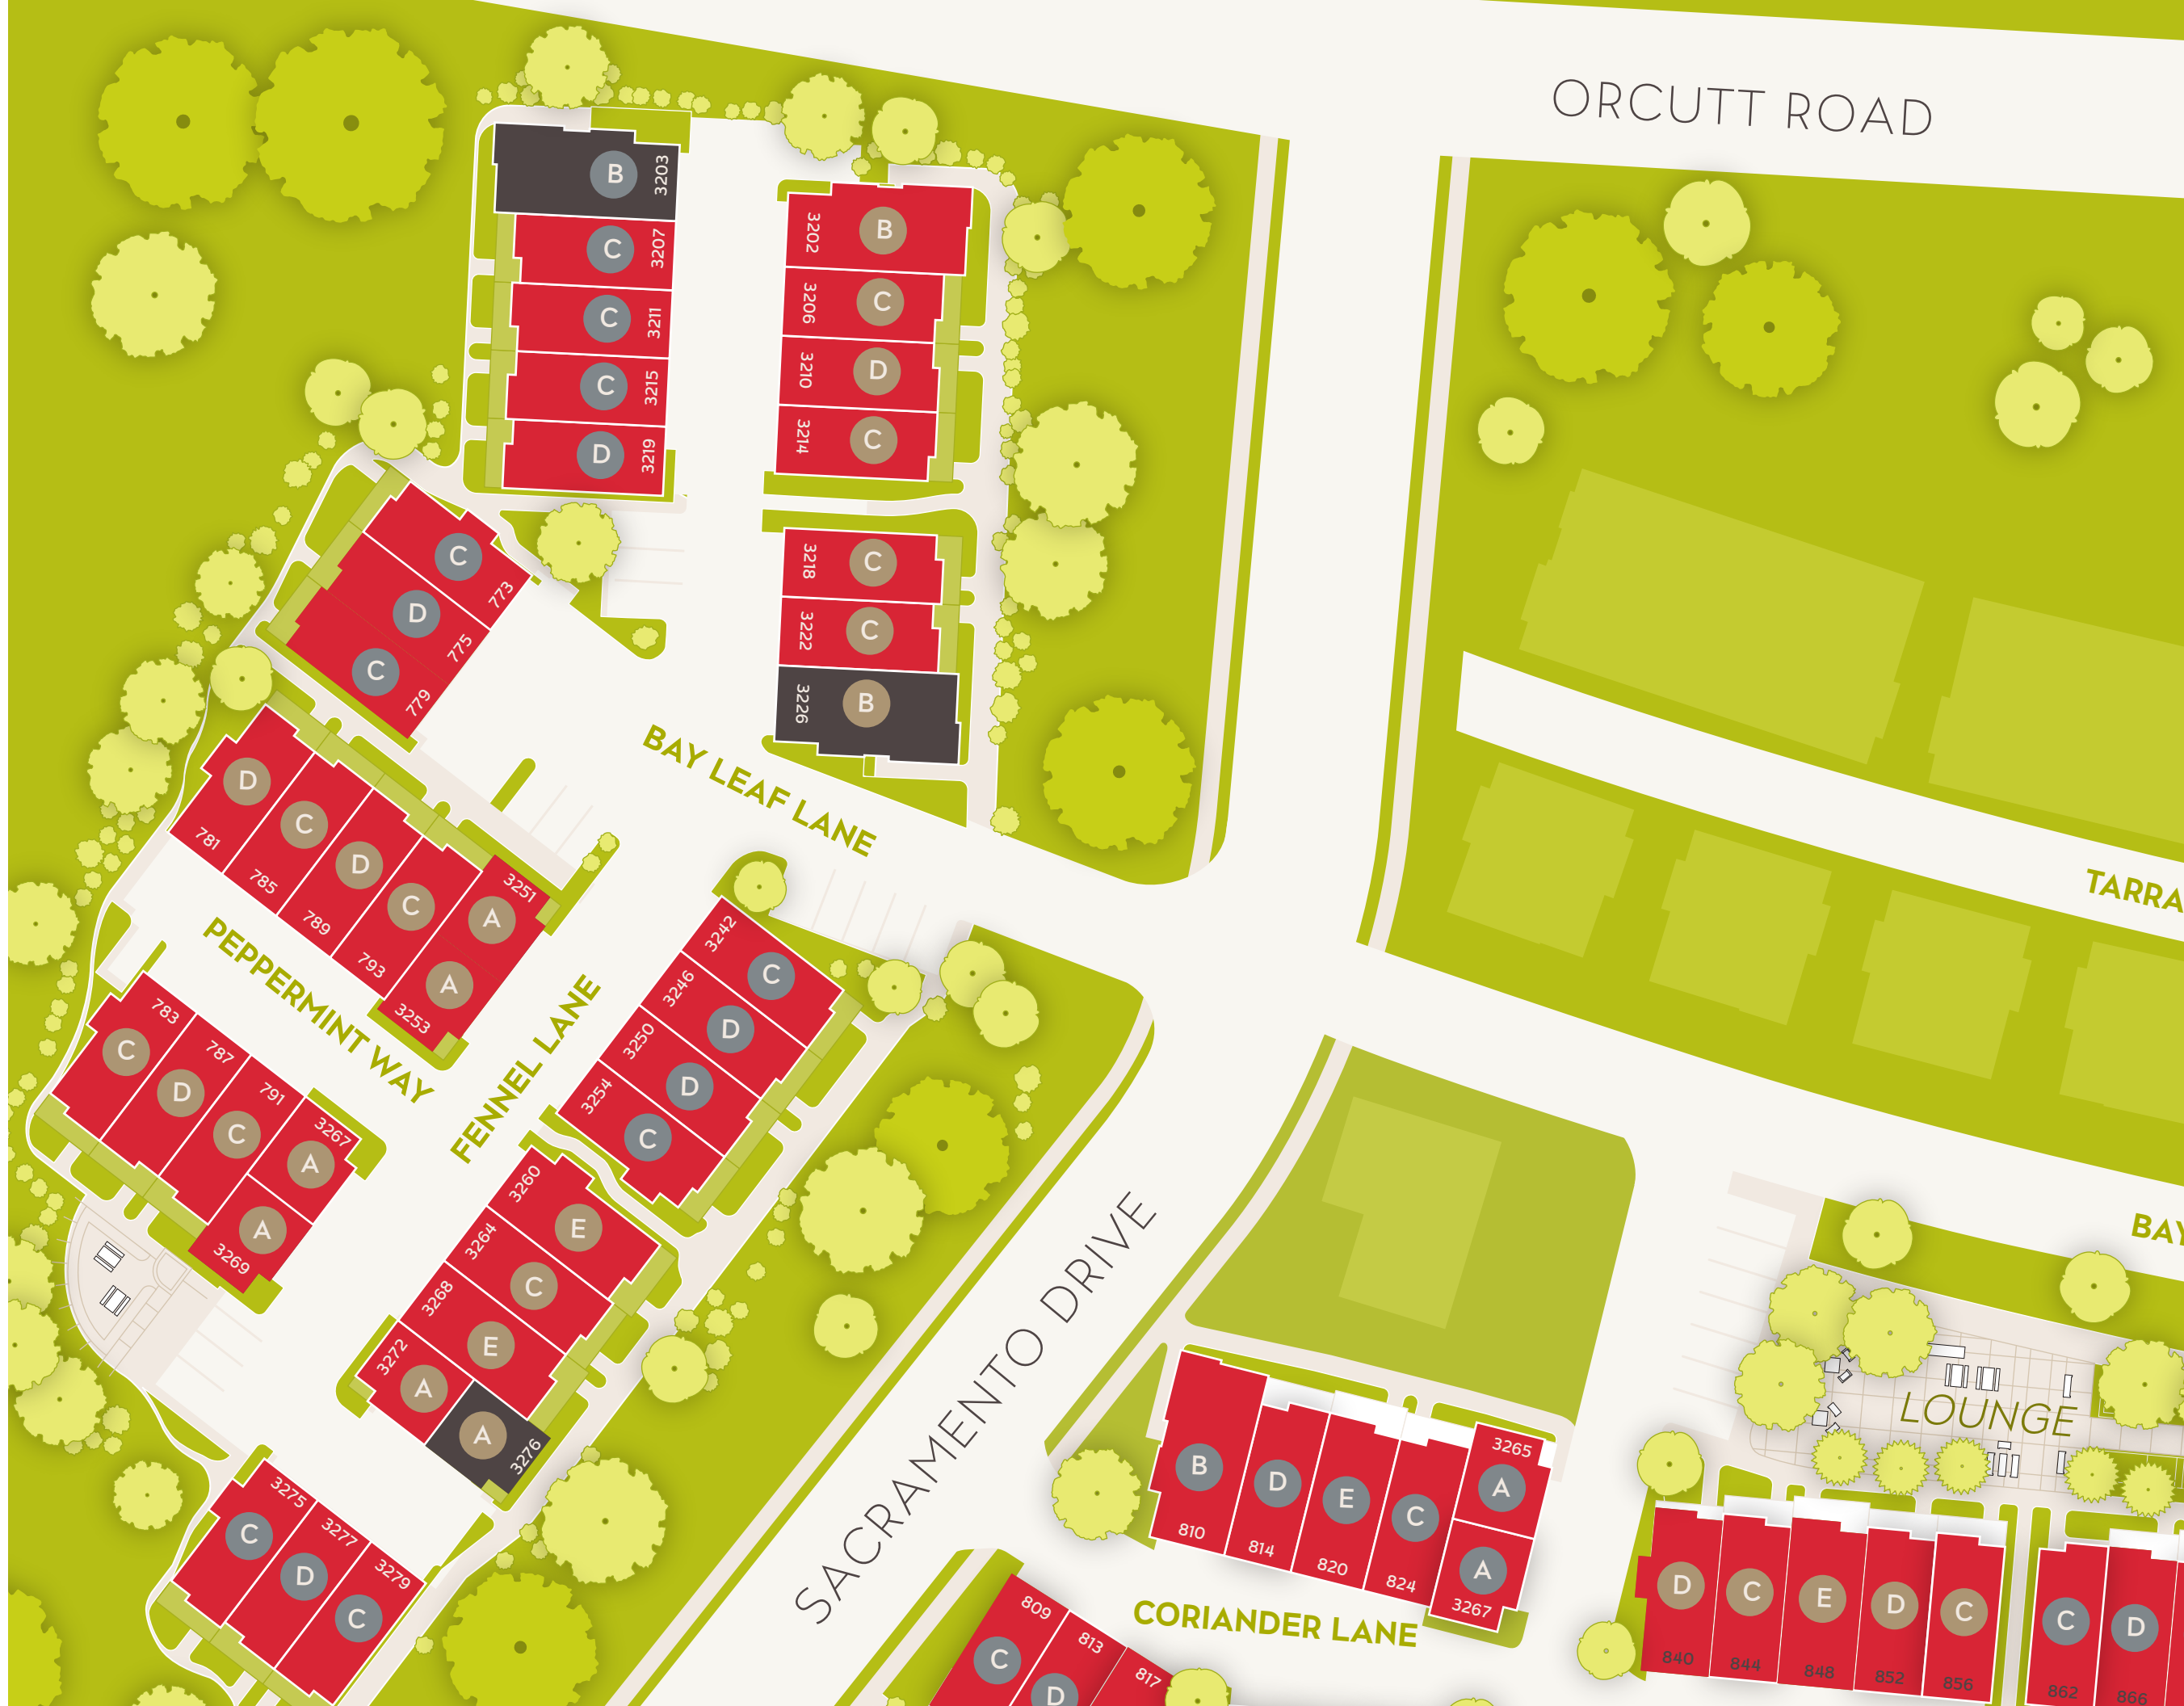 ORCUTT ROAD
B 3203
C 3207
C 3211
C 3215
D 3219
3202 B
3206 C
3210 D
3214 C
3218 C
3222 C
3226 B
C 773
D 775
C 779
BAY LEAF LANE
TARRA
D 781
C 785
D 789
C 793
3251 A
A 3253
PEPPERMINT WAY
FENNEL LANE
783 C
787 D
791 C
3267 A
A 3269
3242 C
3246 D
3250 D
3254 C
3260 E
3264 C
3268 E
3272 A
A 3276
3275 C
3277 D
3279 C
SACRAMENTO DRIVE
BAY
LOUNGE
B 810
D 814
E 820
C 824
3265 A
A 3267
CORIANDER LANE
809 C
813 D
817
D 840
C 844
E 848
D 852
C 856
C 862
D 866